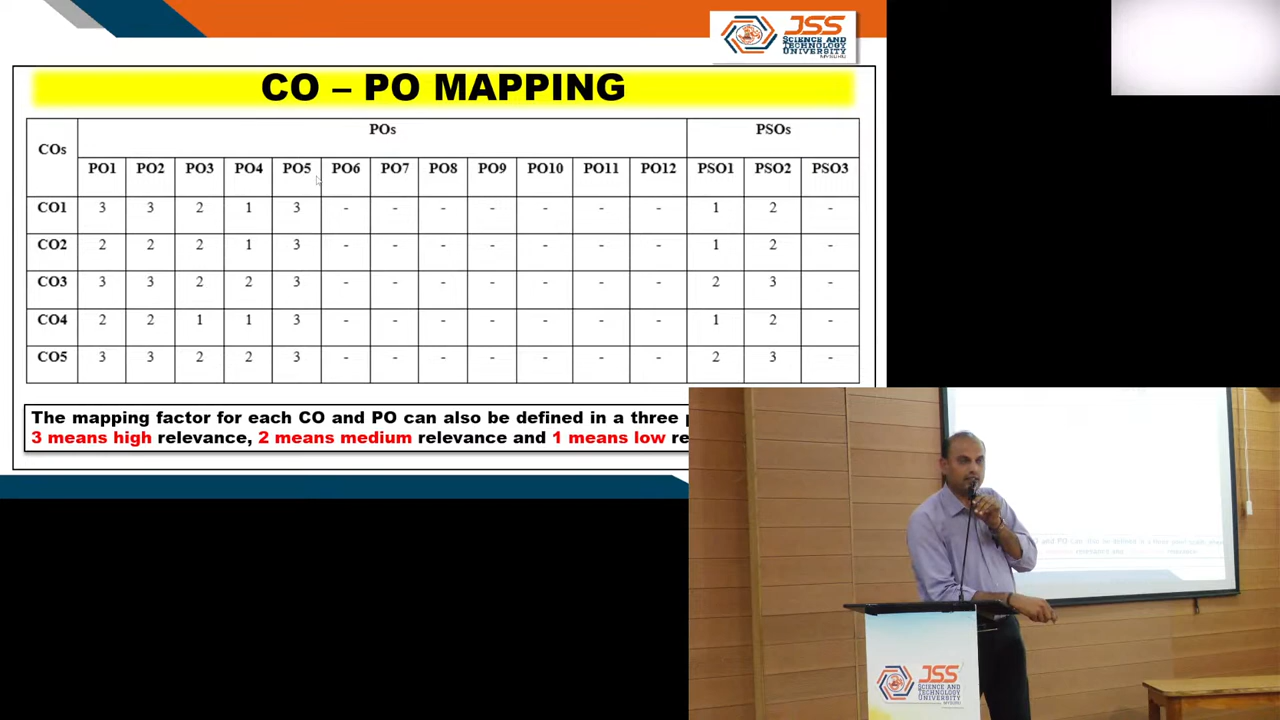 JSS
SCIENCE AND
TECHNOLOGY
UNIVERSITY
MYSURU
CO – PO MAPPING
COs POs PSOs
PO1 PO2 PO3 PO4 PO5 PO6 PO7 PO8 PO9 PO10 PO11 PO12 PSO1 PSO2 PSO3
CO1 3 3 2 1 3 - - - - - - - 1 2 -
CO2 2 2 2 1 3 - - - - - - - 1 2 -
CO3 3 3 2 2 3 - - - - - - - 2 3 -
CO4 2 2 1 1 3 - - - - - - - 1 2 -
CO5 3 3 2 2 3 - - - - - - - 2 3 -
The mapping factor for each CO and PO can also be defined in a three
3 means high relevance, 2 means medium relevance and 1 means low
JSS
SCIENCE AND
TECHNOLOGY
UNIVERSITY
MYSURU